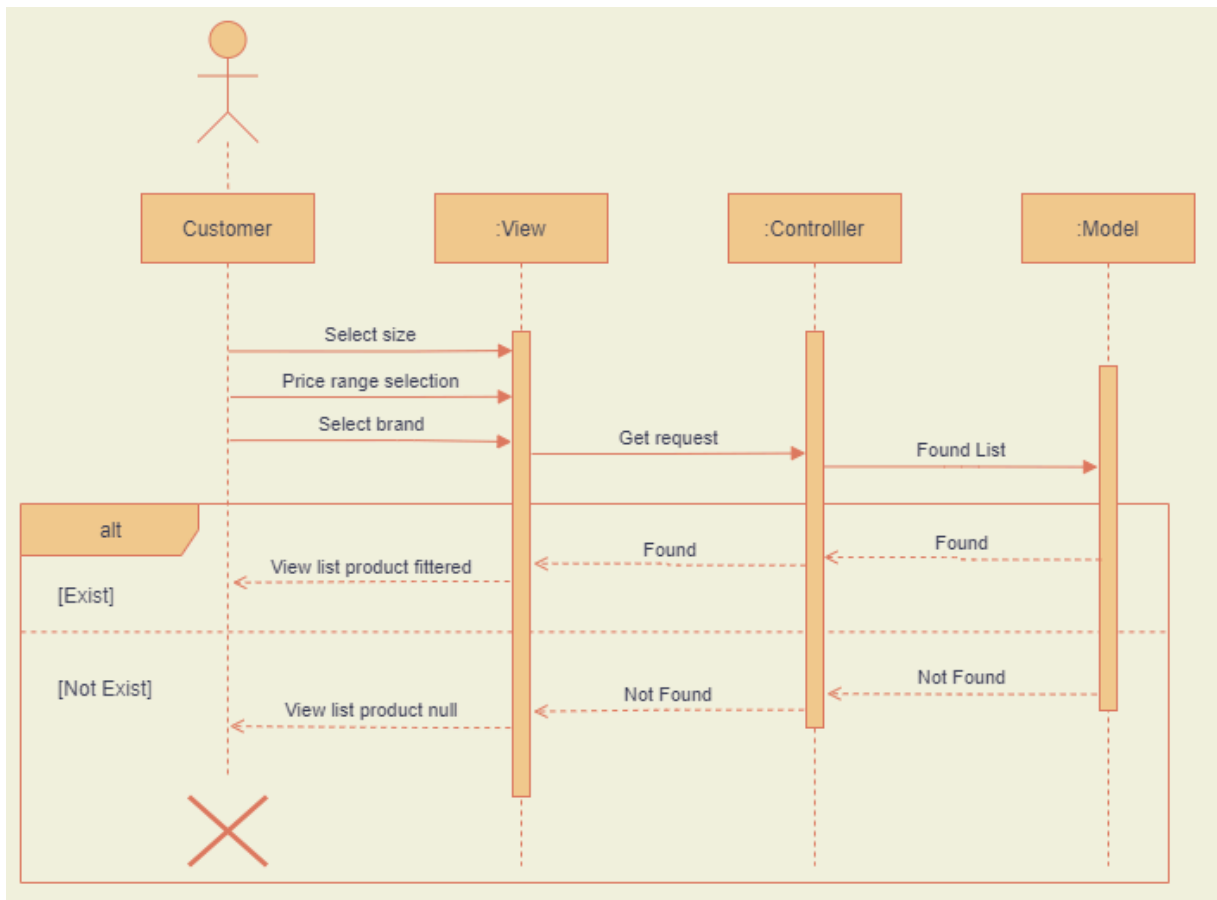 Customer
:View
:Controlller
:Model
Select size
Price range selection
Select brand
Get request
Found List
alt
Found
Found
View list product fittered
[Exist]
Not Found
Not Found
[Not Exist]
View list product null